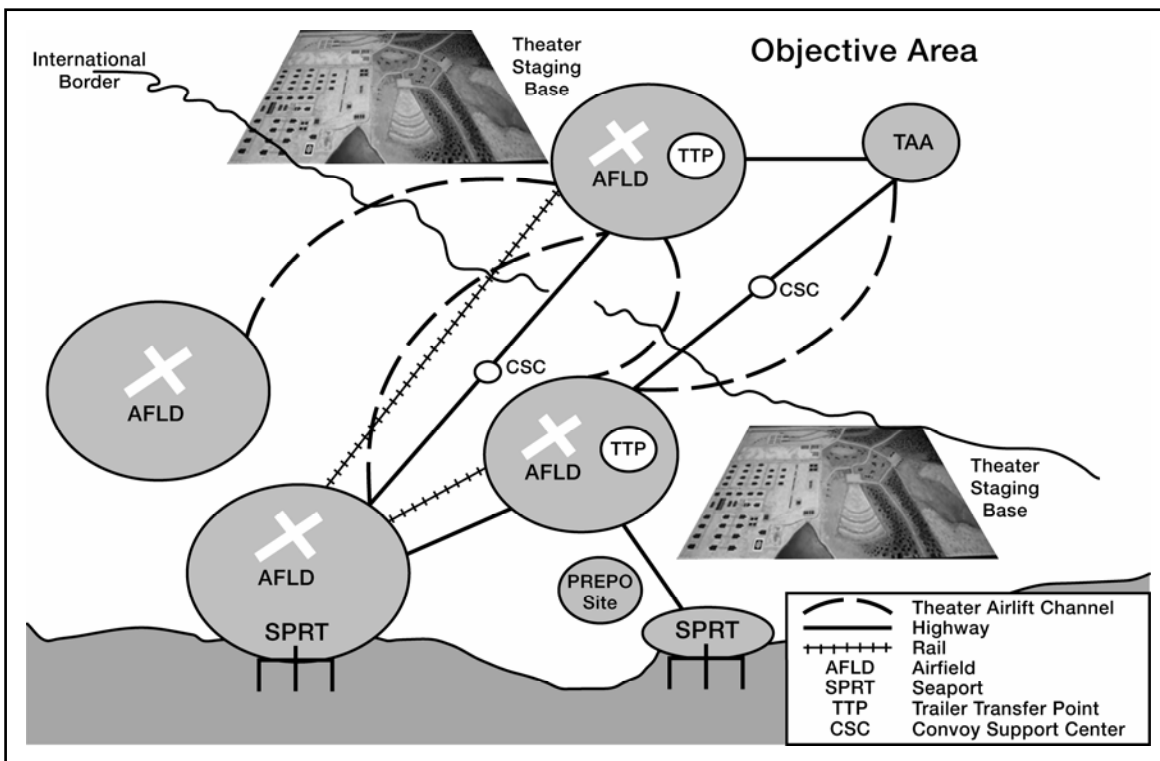 International
Border
Theater
Staging
Base
Objective Area
TTP
AFLD
TAA
CSC
CSC
AFLD
TTP
AFLD
Theater
Staging
Base
AFLD
SPRT
PREPO
Site
SPRT
Theater Airlift Channel
Highway
Rail
AFLD Airfield
SPRT Seaport
TTP Trailer Transfer Point
CSC Convoy Support Center